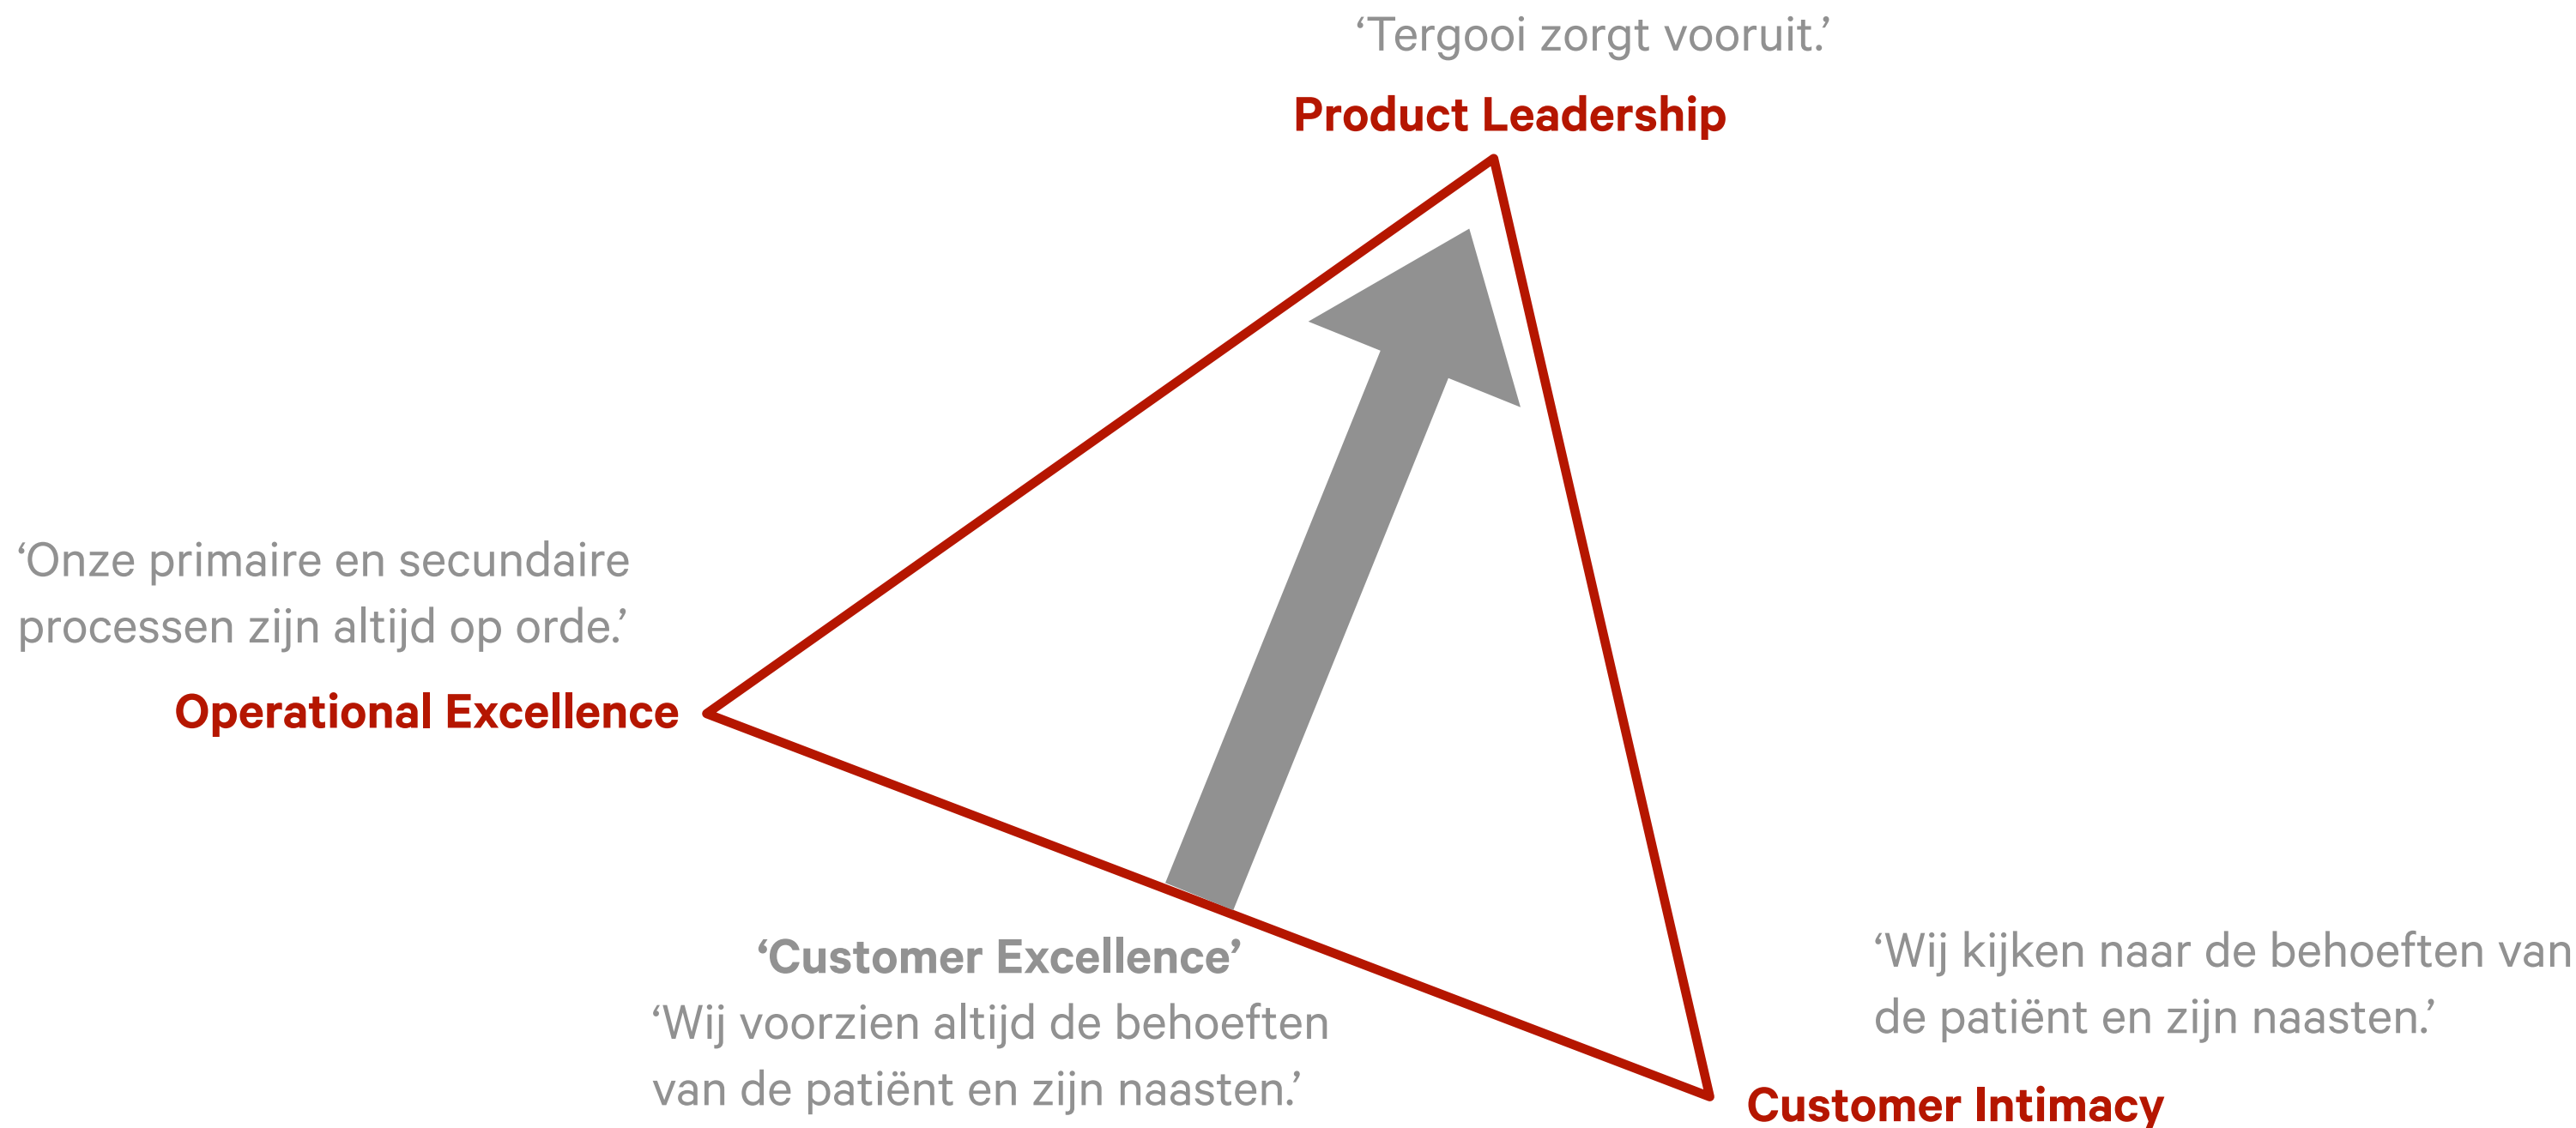 ‘Tergooi zorgt vooruit.’
Product Leadership
‘Onze primaire en secundaire
processen zijn altijd op orde.’
Operational Excellence
‘Customer Excellence’
‘Wij voorzien altijd de behoeften
van de patiënt en zijn naasten.’
‘Wij kijken naar de behoeften van
de patiënt en zijn naasten.’
Customer Intimacy